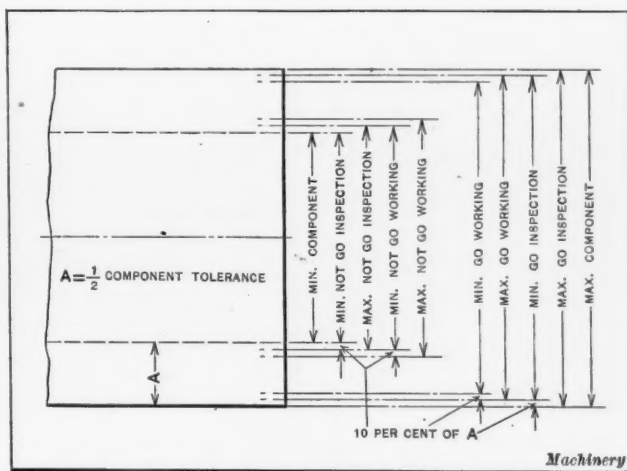 A = 1/2 COMPONENT TOLERANCE
A
MIN. COMPONENT
MIN. NOT GO INSPECTION
MAX. NOT GO INSPECTION
MIN. NOT GO WORKING
MAX. NOT GO WORKING
MIN. GO WORKING
MAX. GO WORKING
MIN. GO INSPECTION
MAX. GO INSPECTION
MAX. COMPONENT
10 PER CENT OF A
Machinery